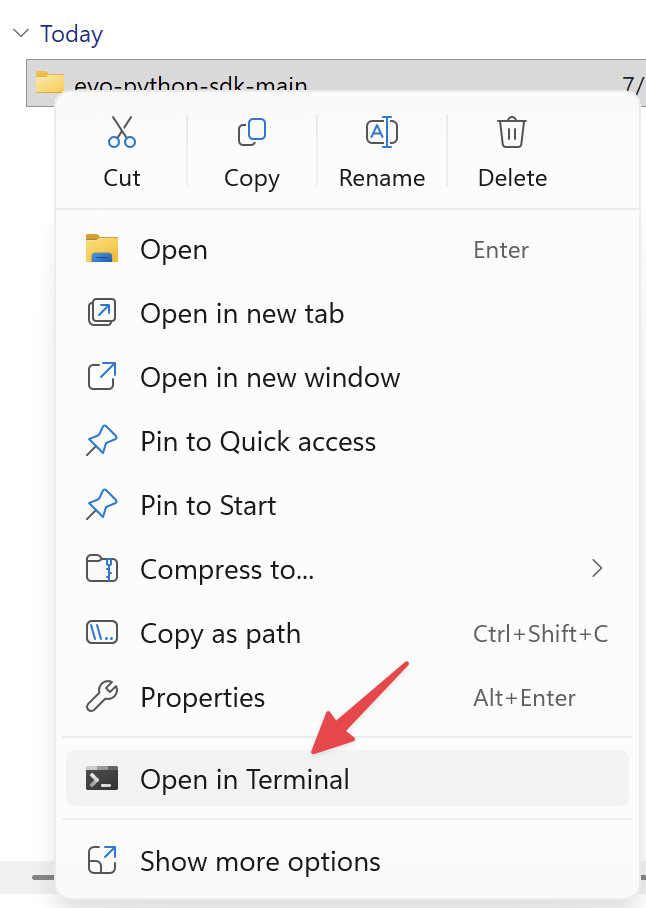 Today
evo-python-sdk-main 7/
Cut Copy Rename Delete
Open Enter
Open in new tab
Open in new window
Pin to Quick access
Pin to Start
Compress to...
Copy as path Ctrl+Shift+C
Properties Alt+Enter
Open in Terminal
Show more options